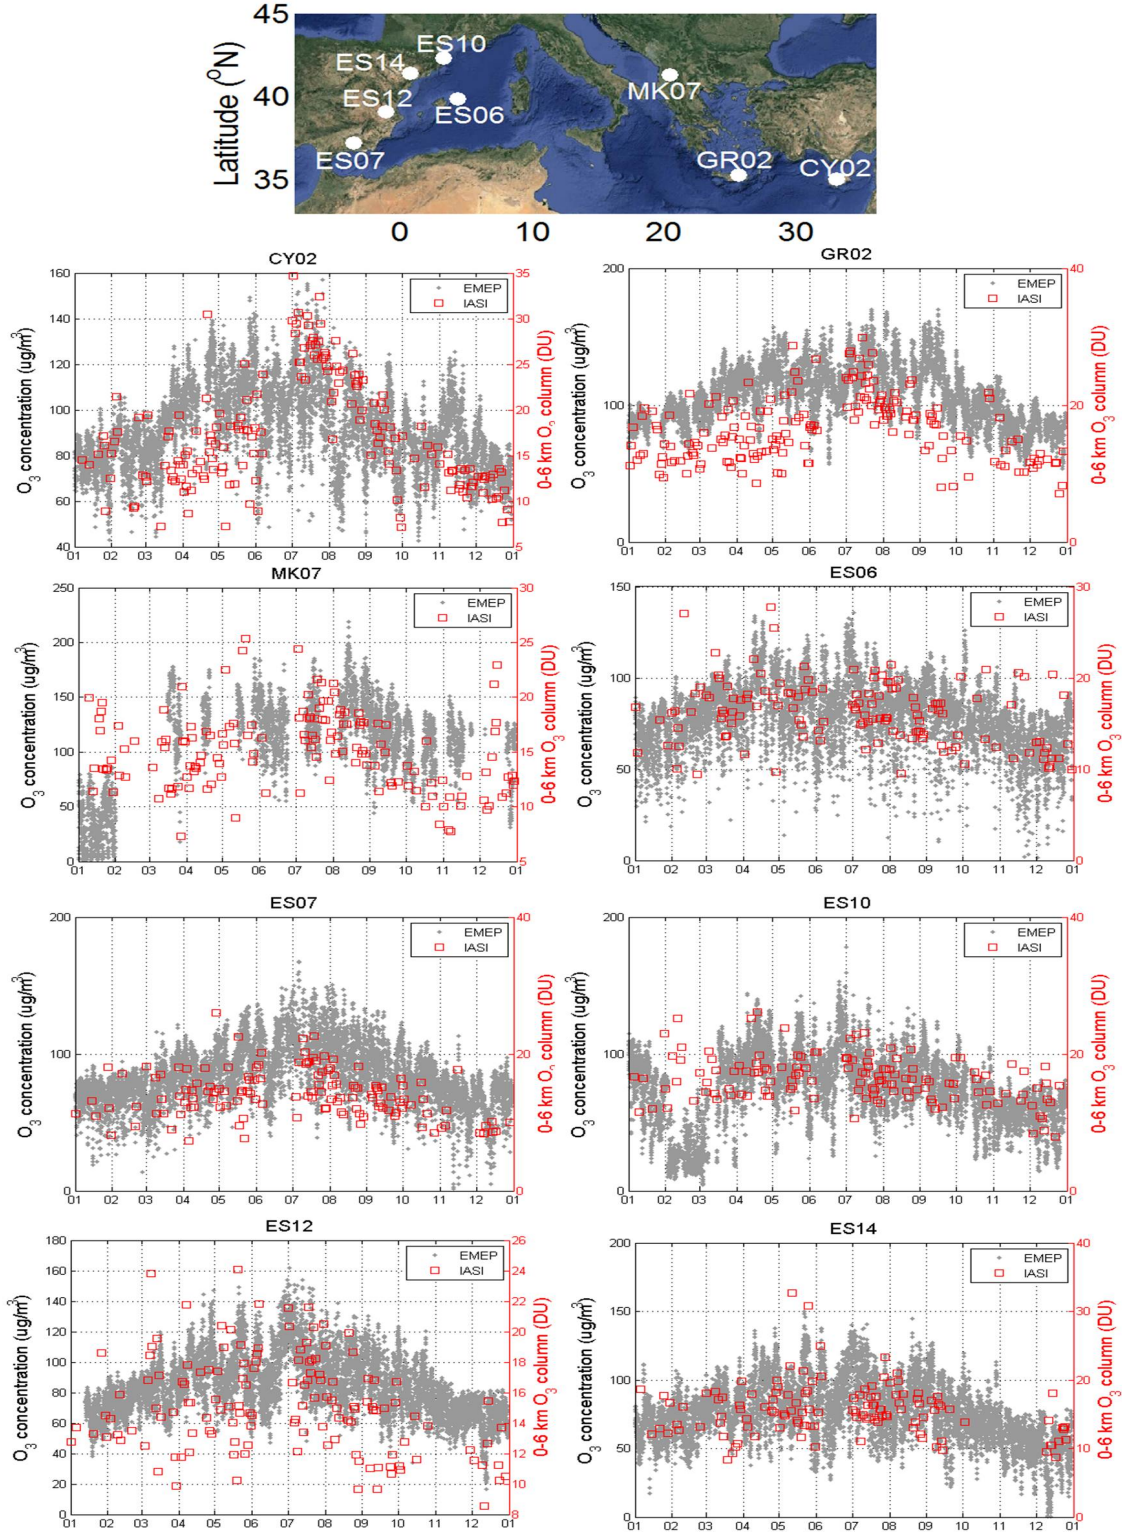 45
40
35
Latitude (⁰N)
ES10
ES14
ES12
ES06
ES07
MK07
GR02
CY02
0
10
20
30
CY02
EMEP
IASI
O₃ concentration (ug/m³)
0-6 km O₃ column (DU)
160
140
120
100
80
60
40
35
30
25
20
15
10
5
01 02 03 04 05 06 07 08 09 10 11 12 01
GR02
EMEP
IASI
O₃ concentration (ug/m³)
0-6 km O₃ column (DU)
200
100
0
40
20
0
01 02 03 04 05 06 07 08 09 10 11 12 01
MK07
EMEP
IASI
O₃ concentration (ug/m³)
0-6 km O₃ column (DU)
250
200
150
100
50
0
30
25
20
15
10
5
01 02 03 04 05 06 07 08 09 10 11 12 01
ES06
EMEP
IASI
O₃ concentration (ug/m³)
0-6 km O₃ column (DU)
150
100
50
0
30
20
10
0
01 02 03 04 05 06 07 08 09 10 11 12 01
ES07
EMEP
IASI
O₃ concentration (ug/m³)
0-6 km O₃ column (DU)
200
100
0
40
20
0
01 02 03 04 05 06 07 08 09 10 11 12 01
ES10
EMEP
IASI
O₃ concentration (ug/m³)
0-6 km O₃ column (DU)
200
100
0
40
20
0
01 02 03 04 05 06 07 08 09 10 11 12 01
ES12
EMEP
IASI
O₃ concentration (ug/m³)
0-6 km O₃ column (DU)
180
160
140
120
100
80
60
40
20
0
26
24
22
20
18
16
14
12
10
8
01 02 03 04 05 06 07 08 09 10 11 12 01
ES14
EMEP
IASI
O₃ concentration (ug/m³)
0-6 km O₃ column (DU)
200
150
100
50
0
40
30
20
10
0
01 02 03 04 05 06 07 08 09 10 11 12 01